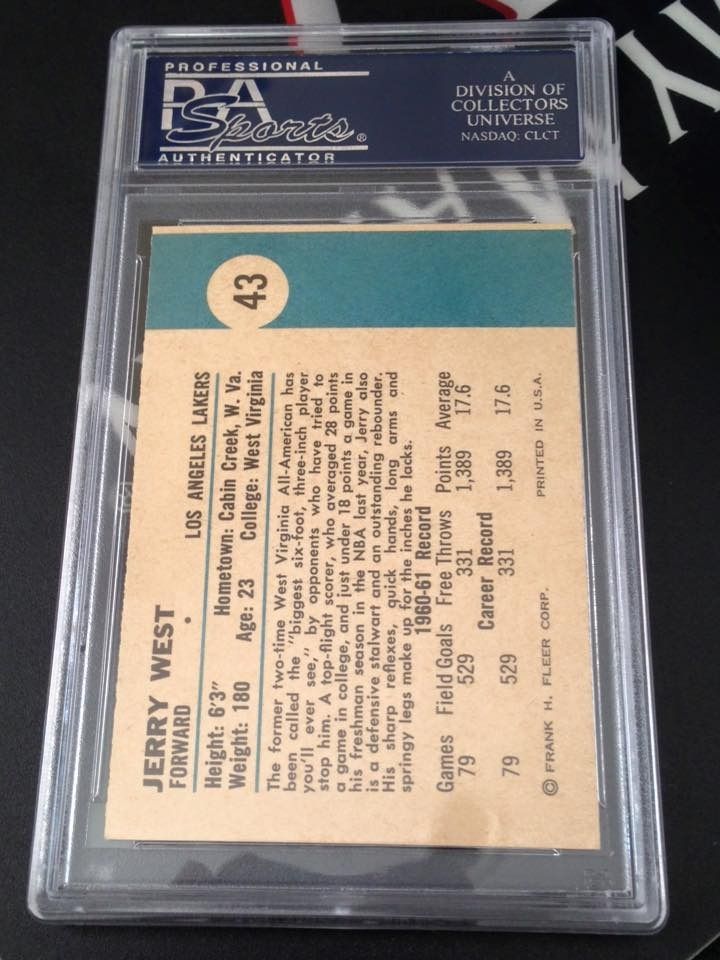 PROFESSIONAL
PSA
Sports®
AUTHENTICATOR
A
DIVISION OF
COLLECTORS
UNIVERSE
NASDAQ: CLCT
43
JERRY WEST
FORWARD LOS ANGELES LAKERS
Height: 6'3" Hometown: Cabin Creek, W. Va.
Weight: 180 Age: 23 College: West Virginia
The former two-time West Virginia All-American has
been called the "biggest six-foot, three-inch player
you'll ever see," by opponents who have tried to
stop him. A top-flight scorer, who averaged 28 points
a game in college, and just under 18 points a game in
his freshman season in the NBA last year, Jerry also
is a defensive stalwart and an outstanding rebounder.
His sharp reflexes, quick hands, long arms and
springy legs make up for the inches he lacks.
1960-61 Record
Games Field Goals Free Throws Points Average
79 529 331 1,389 17.6
Career Record
79 529 331 1,389 17.6
© FRANK H. FLEER CORP. PRINTED IN U.S.A.